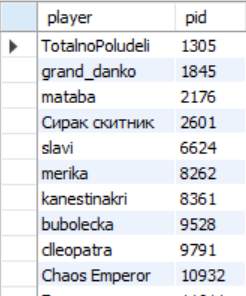 player pid
TotalnoPoludeli 1305
grand_danko 1845
mataba 2176
Сирак скитник 2601
slavi 6624
merika 8262
kanestinakri 8361
bubolecka 9528
dleopatra 9791
Chaos Emperor 10932